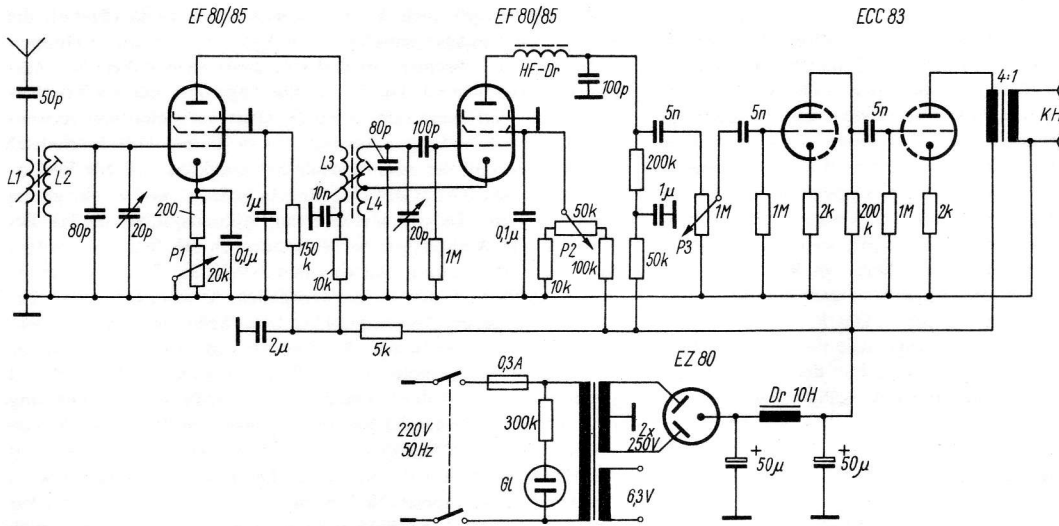 EF 80/85
EF 80/85
ECC 83
50p
HF-Dr
100p
4:1
KH
L1
L2
80p
20p
200
P1
20k
0,1µ
1µ
150
k
L3
10n
10k
80p
L4
100p
20p
1M
0,1µ
50k
P2
10k
100k
5n
200k
1µ
50k
1M
P3
5n
1M
2k
200
k
5n
1M
2k
2µ
5k
EZ 80
0,3A
220V
50Hz
300k
Gl
2x
250V
6,3V
Dr 10H
+
50µ
+
50µ